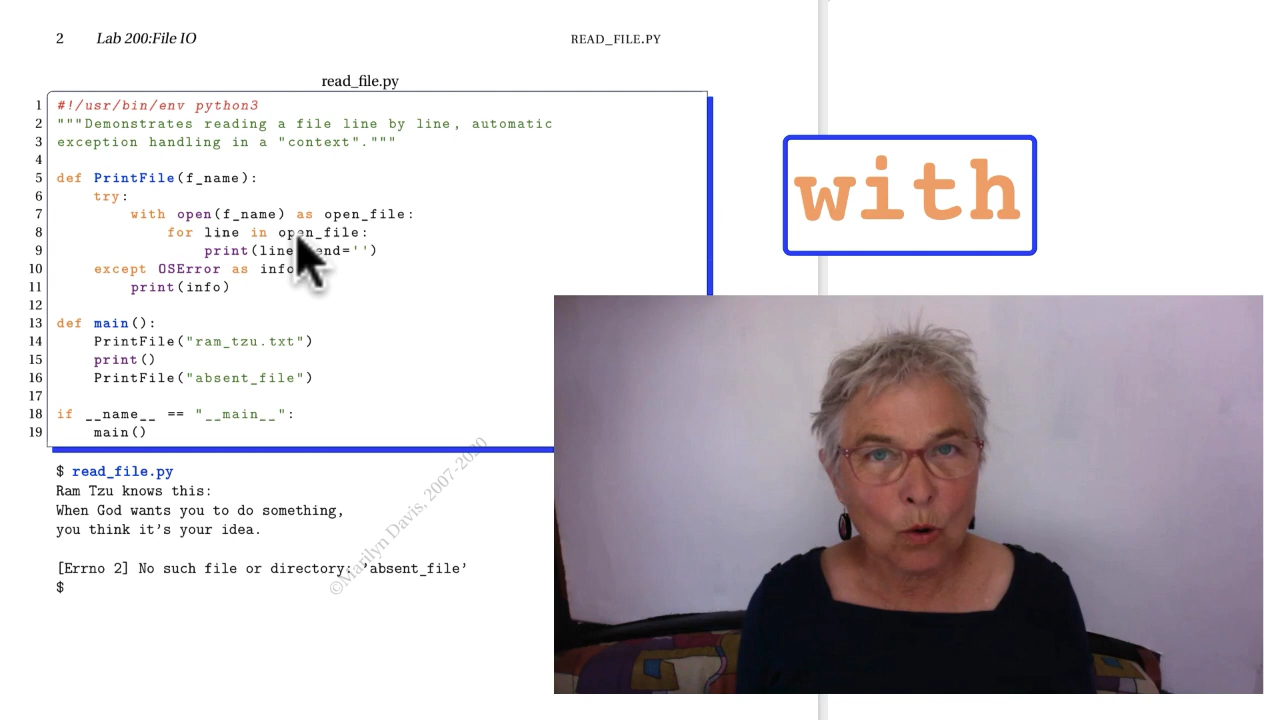 2 Lab 200:File IO READ_FILE.PY
read_file.py
1 #!/usr/bin/env python3
2 """Demonstrates reading a file line by line, automatic
3 exception handling in a "context"."""
4
5 def PrintFile(f_name):
6     try:
7         with open(f_name) as open_file:
8             for line in open_file:
9                 print(line end='')
10     except OSError as info
11         print(info)
12
13 def main():
14     PrintFile("ram_tzu.txt")
15     print()
16     PrintFile("absent_file")
17
18 if __name__ == "__main__":
19     main()
$ read_file.py
Ram Tzu knows this:
When God wants you to do something,
you think it's your idea.
[Errno 2] No such file or directory: 'absent_file'
$
©Marilyn Davis, 2007-2020
with